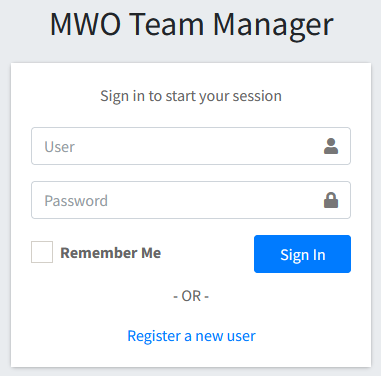 MWO Team Manager
Sign in to start your session
User
Password
Remember Me
Sign In
- OR -
Register a new user